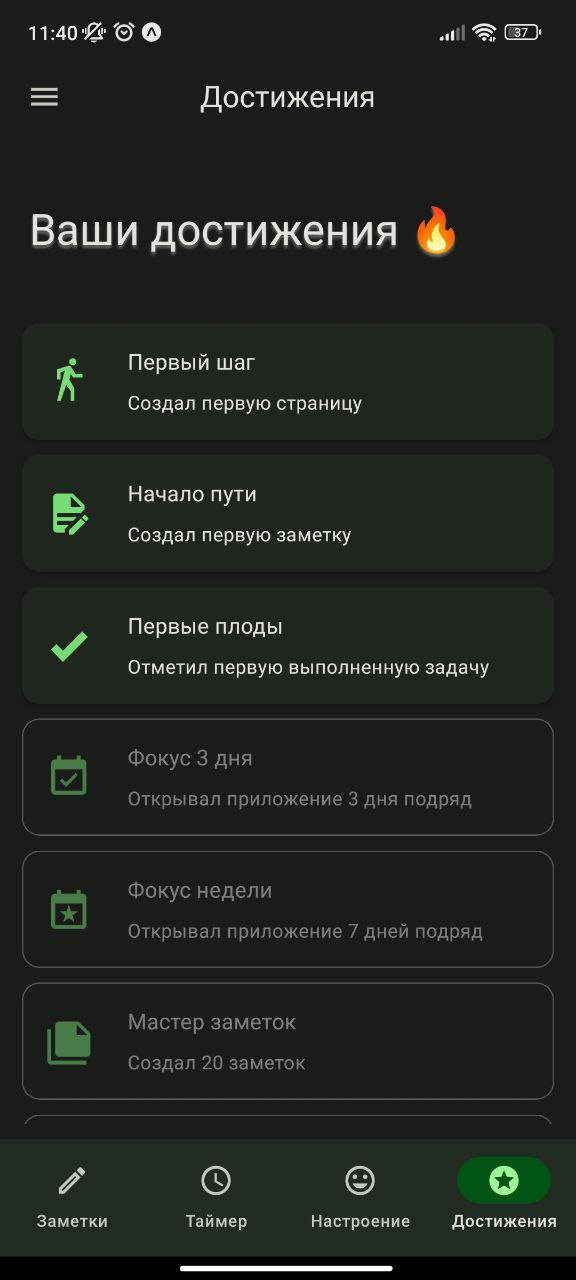 11:40
37
Достижения
Ваши достижения 🔥
Первый шаг
Создал первую страницу
Начало пути
Создал первую заметку
Первые плоды
Отметил первую выполненную задачу
Фокус 3 дня
Открывал приложение 3 дня подряд
Фокус недели
Открывал приложение 7 дней подряд
Мастер заметок
Создал 20 заметок
Заметки
Таймер
Настроение
Достижения